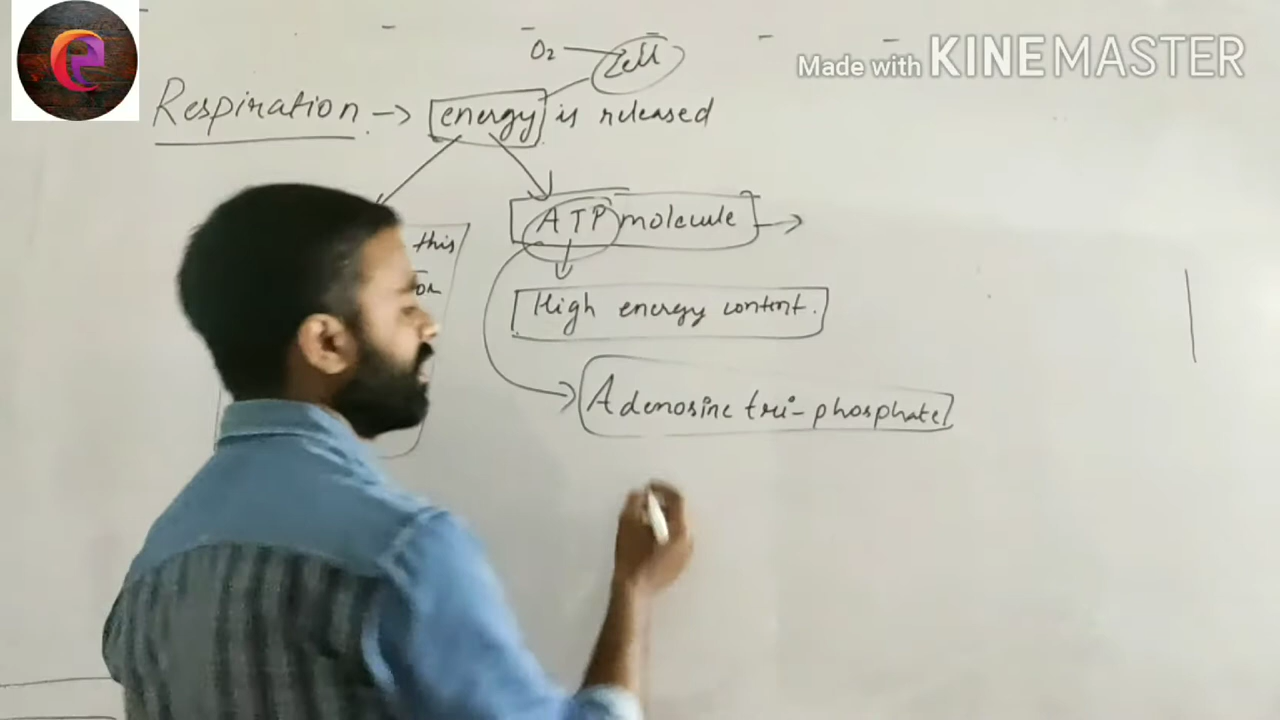 O₂ Cell
Made with KINEMASTER
Respiration → energy is released
ATP molecule →
this
High energy content.
Adenosine tri-phosphate